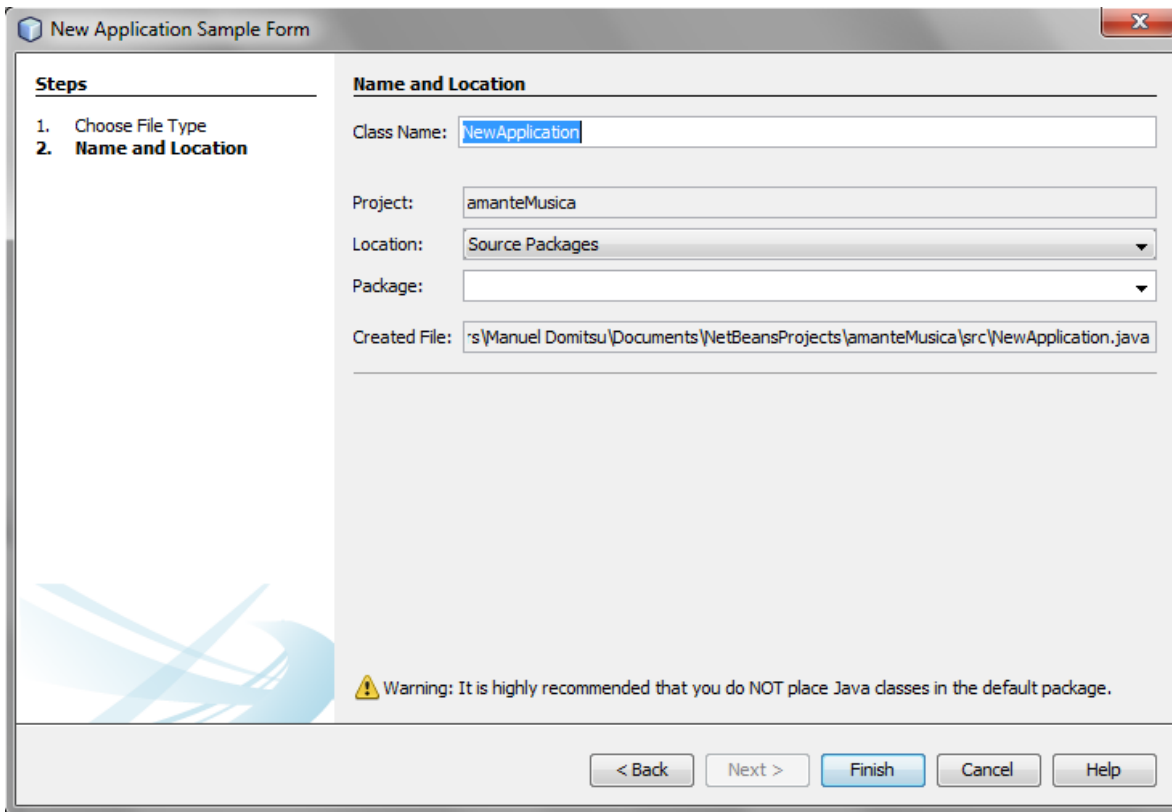 New Application Sample Form
Steps
1. Choose File Type
2. Name and Location
Name and Location
Class Name: NewApplication
Project: amanteMusica
Location: Source Packages
Package:
Created File: rs\Manuel Domitsu\Documents\NetBeansProjects\amanteMusica\src\NewApplication.java
Warning: It is highly recommended that you do NOT place Java classes in the default package.
< Back Next > Finish Cancel Help